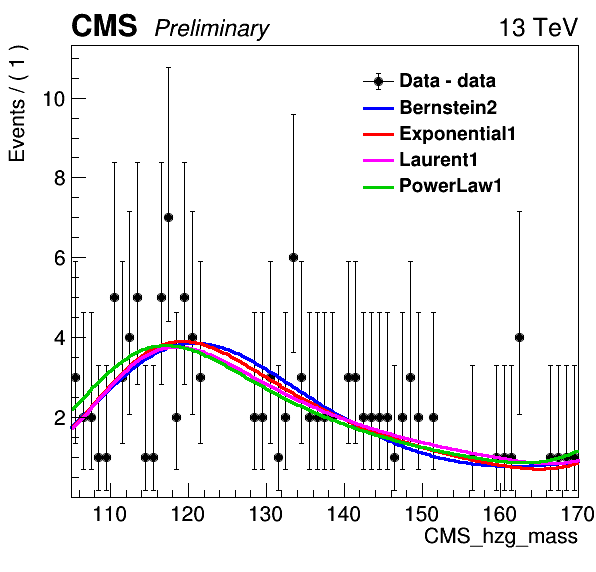 CMS Preliminary 13 TeV
Events / ( 1 )
Data - data
Bernstein2
Exponential1
Laurent1
PowerLaw1
10
8
6
4
2
110 120 130 140 150 160 170
CMS_hzg_mass